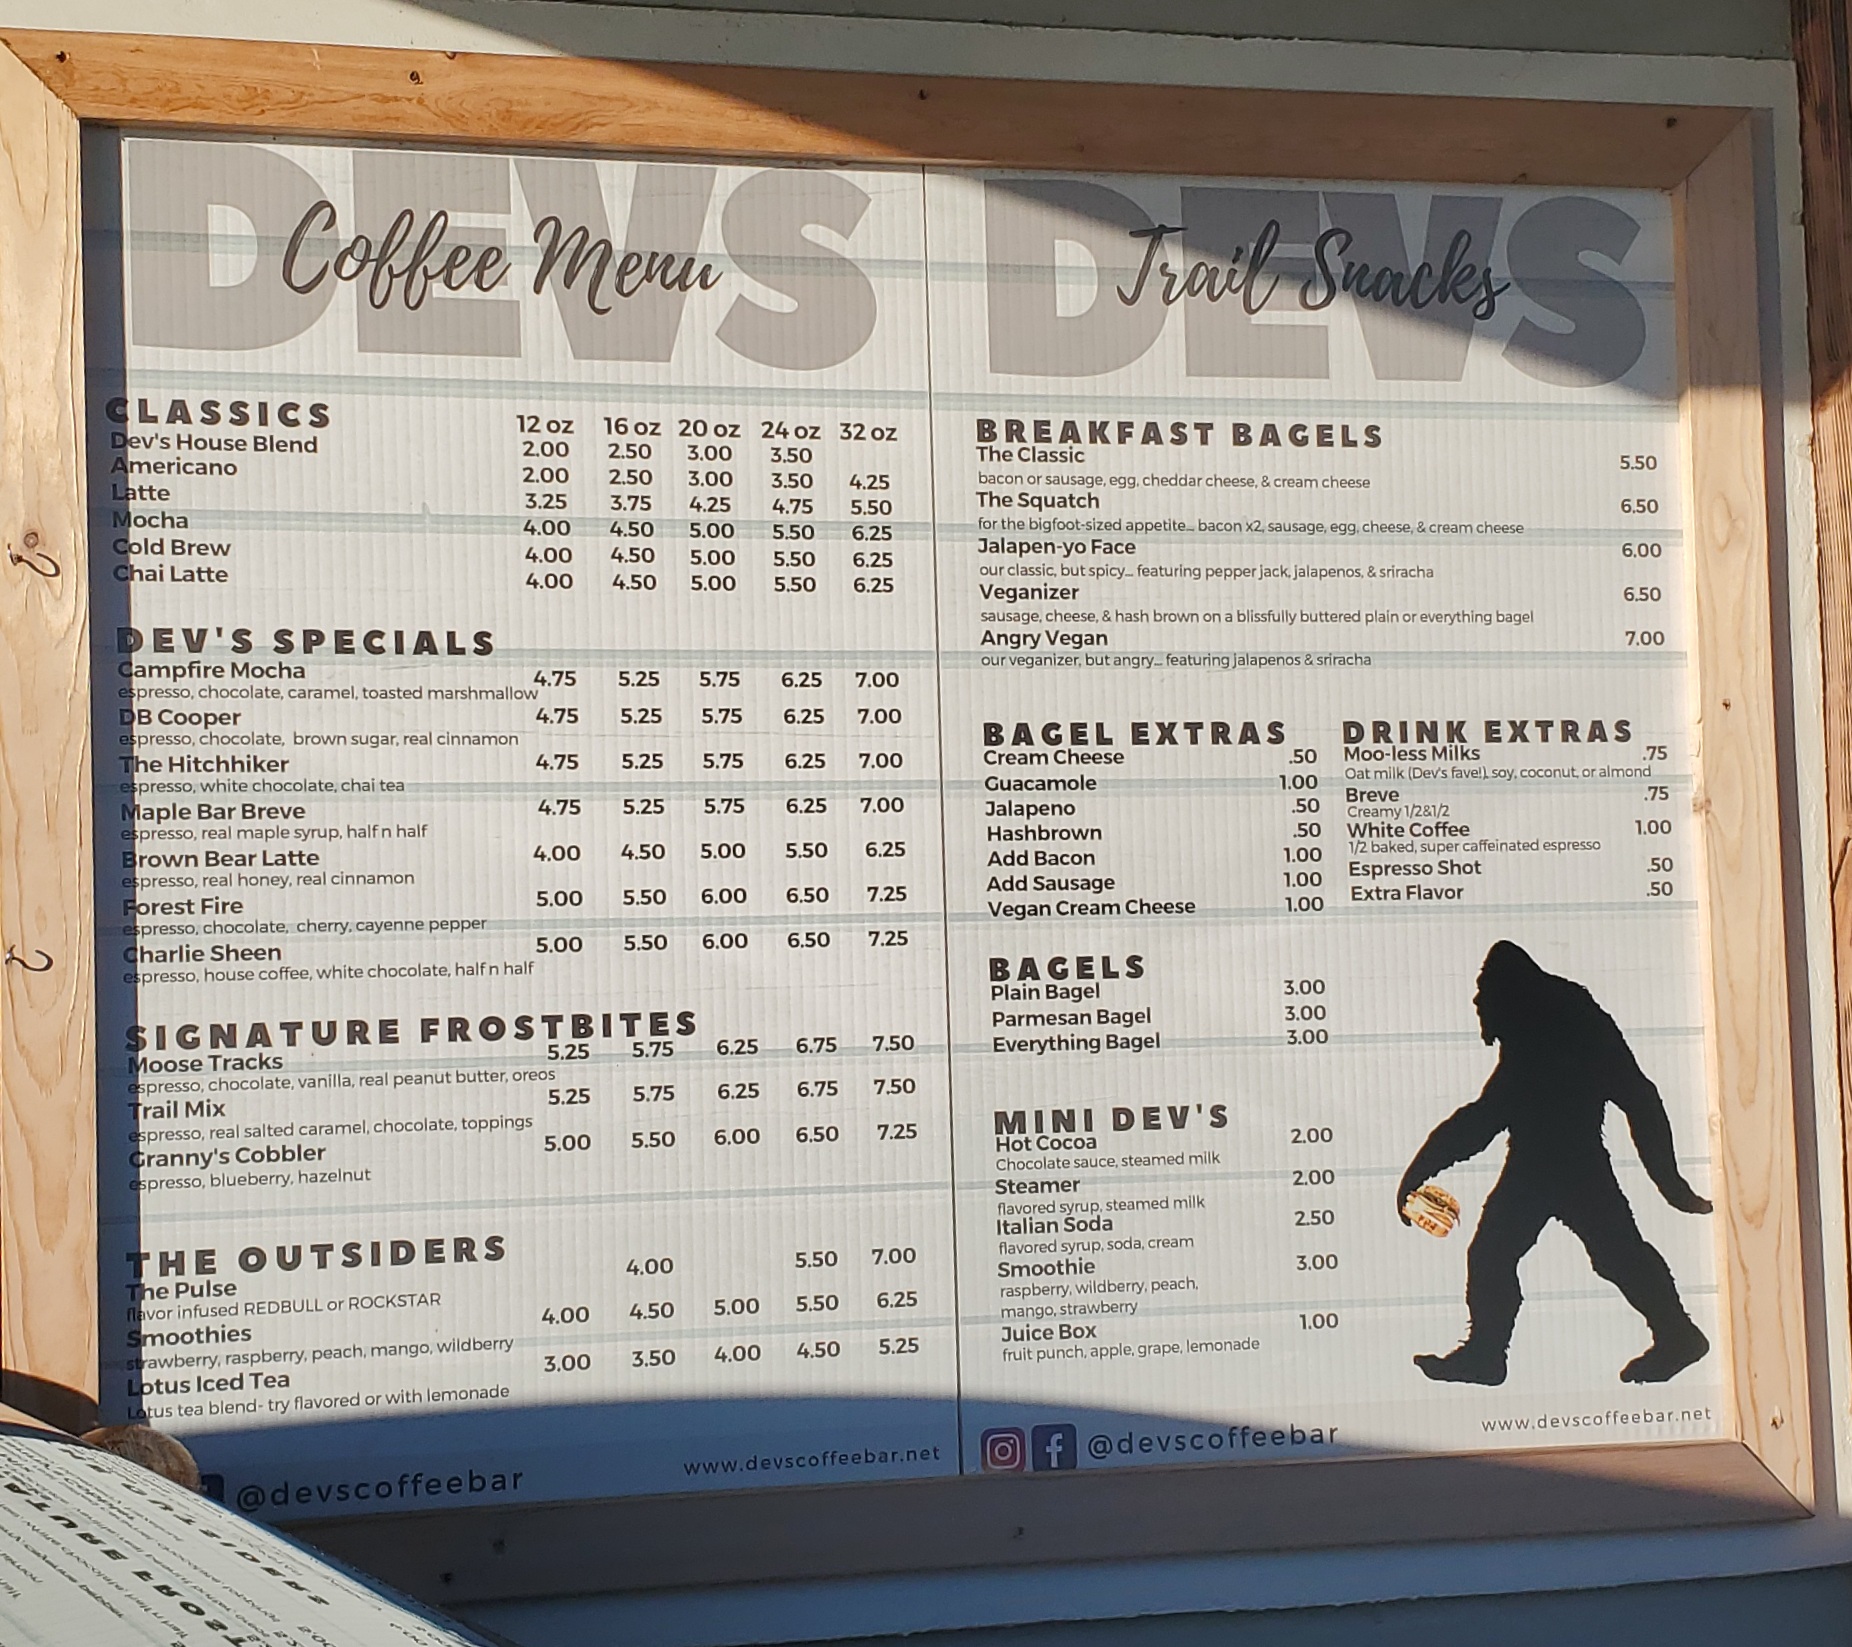 DEVS
Coffee Menu
CLASSICS
12 oz 16 oz 20 oz 24 oz 32 oz
Dev's House Blend 2.00 2.50 3.00 3.50
Americano 2.00 2.50 3.00 3.50 4.25
Latte 3.25 3.75 4.25 4.75 5.50
Mocha 4.00 4.50 5.00 5.50 6.25
Cold Brew 4.00 4.50 5.00 5.50 6.25
Chai Latte 4.00 4.50 5.00 5.50 6.25
DEV'S SPECIALS
Campfire Mocha 4.75 5.25 5.75 6.25 7.00
espresso, chocolate, caramel, toasted marshmallow
DB Cooper 4.75 5.25 5.75 6.25 7.00
espresso, chocolate, brown sugar, real cinnamon
The Hitchhiker 4.75 5.25 5.75 6.25 7.00
espresso, white chocolate, chai tea
Maple Bar Breve 4.75 5.25 5.75 6.25 7.00
espresso, real maple syrup, half n half
Brown Bear Latte 4.00 4.50 5.00 5.50 6.25
espresso, real honey, real cinnamon
Forest Fire 5.00 5.50 6.00 6.50 7.25
espresso, chocolate, cherry, cayenne pepper
Charlie Sheen 5.00 5.50 6.00 6.50 7.25
espresso, house coffee, white chocolate, half n half
SIGNATURE FROSTBITES
Moose Tracks 5.25 5.75 6.25 6.75 7.50
espresso, chocolate, vanilla, real peanut butter, oreos
Trail Mix 5.25 5.75 6.25 6.75 7.50
espresso, real salted caramel, chocolate, toppings
Granny's Cobbler 5.00 5.50 6.00 6.50 7.25
espresso, blueberry, hazelnut
THE OUTSIDERS
The Pulse 4.00 5.50 7.00
flavor infused REDBULL or ROCKSTAR
Smoothies 4.00 4.50 5.00 5.50 6.25
strawberry, raspberry, peach, mango, wildberry
Lotus Iced Tea 3.00 3.50 4.00 4.50 5.25
Lotus tea blend- try flavored or with lemonade
@devscoffeebar www.devscoffeebar.net
DEVS
Trail Snacks
BREAKFAST BAGELS
The Classic 5.50
bacon or sausage, egg, cheddar cheese, & cream cheese
The Squatch 6.50
for the bigfoot-sized appetite... bacon x2, sausage, egg, cheese, & cream cheese
Jalapen-yo Face 6.00
our classic, but spicy... featuring pepper jack, jalapenos, & sriracha
Veganizer 6.50
sausage, cheese, & hash brown on a blissfully buttered plain or everything bagel
Angry Vegan 7.00
our veganizer, but angry... featuring jalapenos & sriracha
BAGEL EXTRAS
Cream Cheese .50
Guacamole 1.00
Jalapeno .50
Hashbrown .50
Add Bacon 1.00
Add Sausage 1.00
Vegan Cream Cheese 1.00
DRINK EXTRAS
Moo-less Milks .75
Oat milk (Dev's fave!), soy, coconut, or almond
Breve .75
Creamy 1/2&1/2
White Coffee 1.00
1/2 baked, super caffeinated espresso
Espresso Shot .50
Extra Flavor .50
BAGELS
Plain Bagel 3.00
Parmesan Bagel 3.00
Everything Bagel 3.00
MINI DEV'S
Hot Cocoa 2.00
Chocolate sauce, steamed milk
Steamer 2.00
flavored syrup, steamed milk
Italian Soda 2.50
flavored syrup, soda, cream
Smoothie 3.00
raspberry, wildberry, peach,
mango, strawberry
Juice Box 1.00
fruit punch, apple, grape, lemonade
@devscoffeebar www.devscoffeebar.net